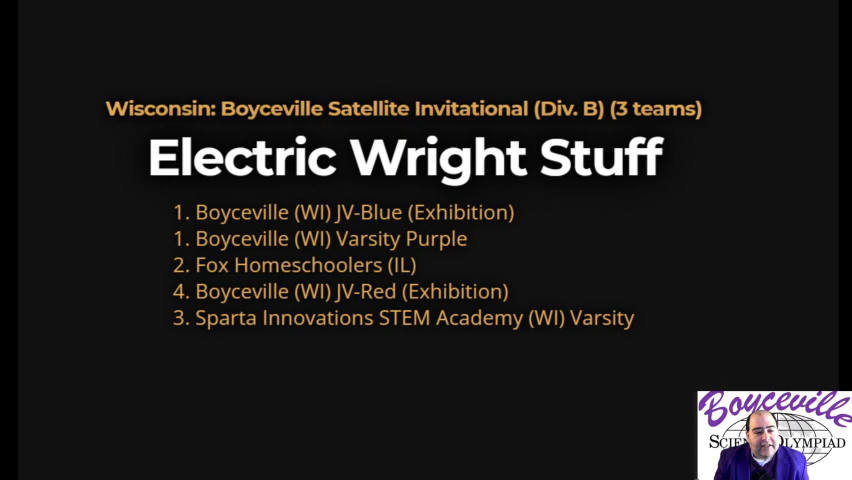 Wisconsin: Boyceville Satellite Invitational (Div. B) (3 teams)
Electric Wright Stuff
1. Boyceville (WI) JV-Blue (Exhibition)
1. Boyceville (WI) Varsity Purple
2. Fox Homeschoolers (IL)
4. Boyceville (WI) JV-Red (Exhibition)
3. Sparta Innovations STEM Academy (WI) Varsity
Boyceville